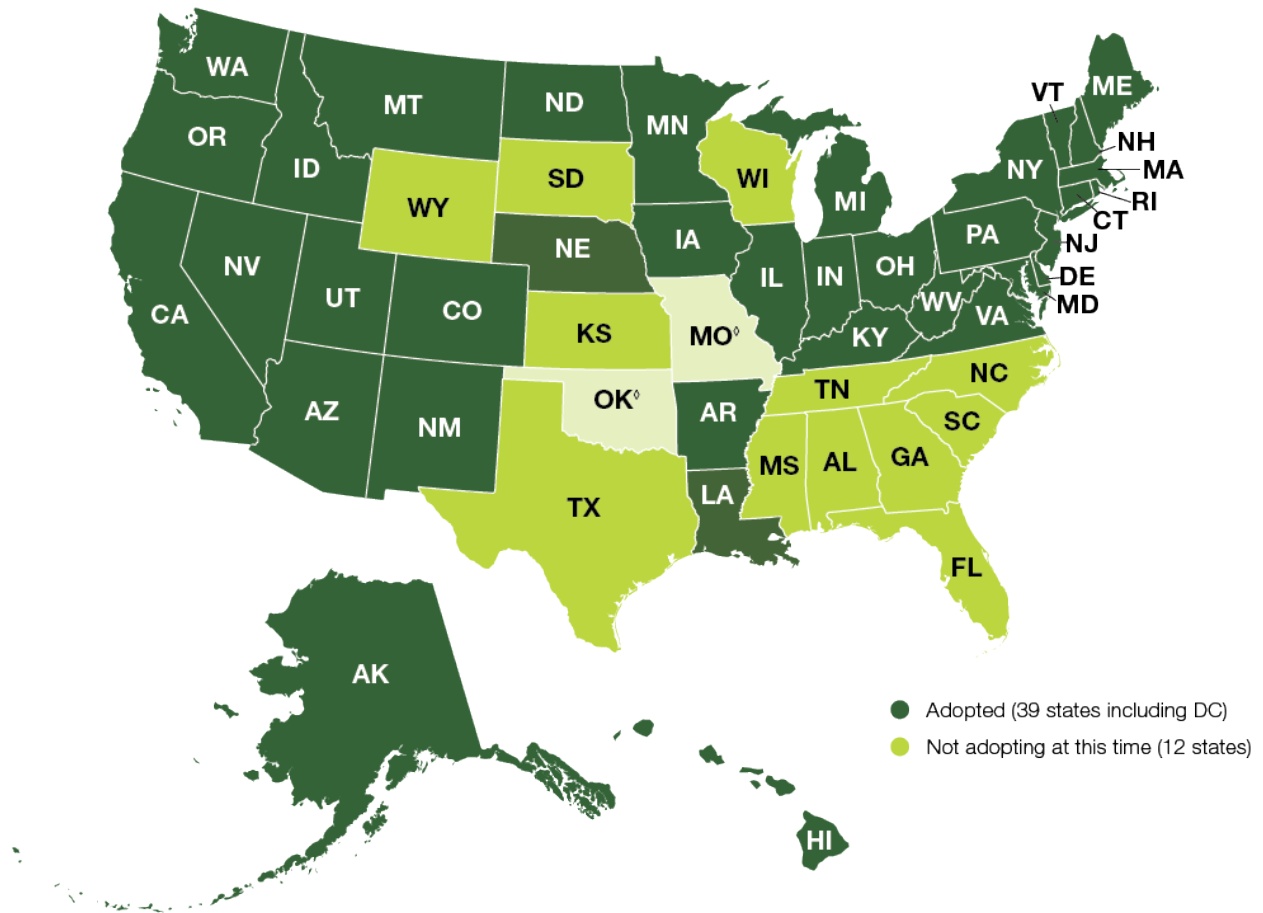 WA
MT
ND
MN
ME
VT
OR
ID
WY
SD
WI
MI
NY
NH
MA
RI
CT
NV
UT
CO
NE
IA
IL
IN
OH
PA
NJ
DE
MD
WV
VA
CA
KS
MO◊
KY
AZ
NM
OK◊
AR
TN
NC
SC
TX
LA
MS
AL
GA
FL
AK
HI
Adopted (39 states including DC)
Not adopting at this time (12 states)